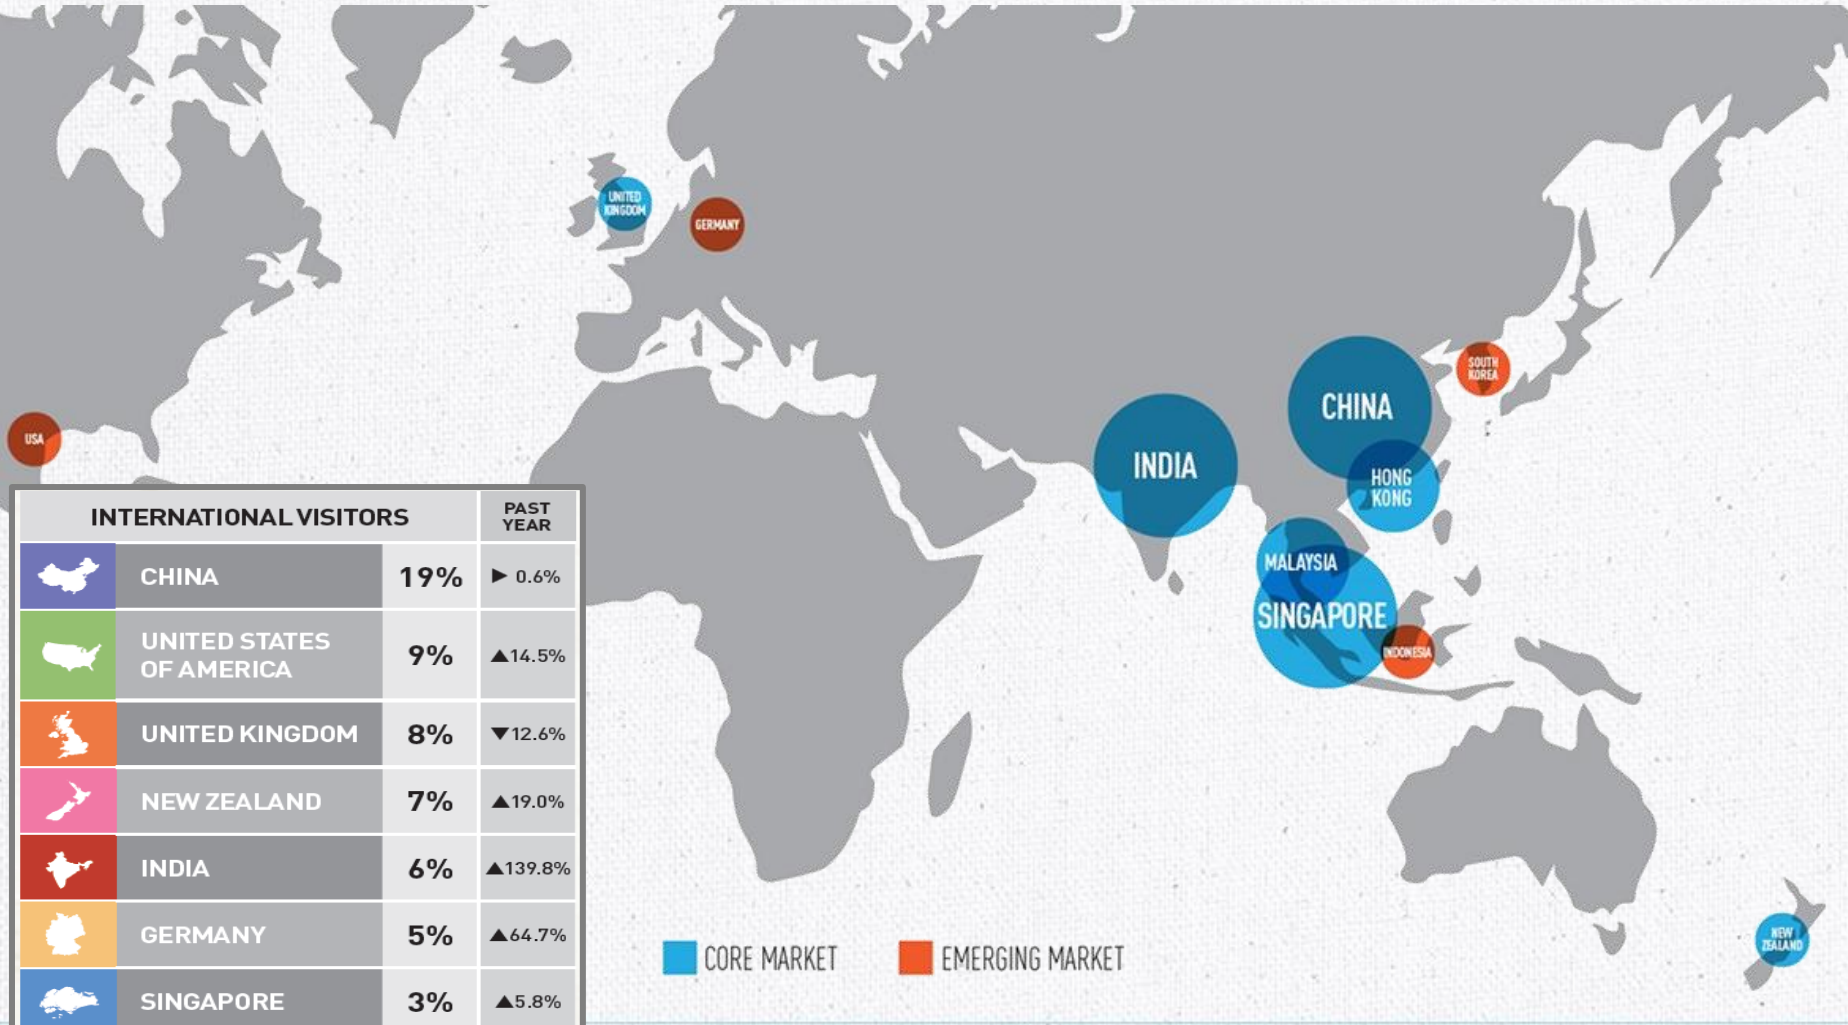 UNITED
KINGDOM
GERMANY
USA
SOUTH
KOREA
CHINA
INDIA
HONG
KONG
MALAYSIA
SINGAPORE
INDONESIA
NEW
ZEALAND
INTERNATIONAL VISITORS PAST YEAR
CHINA 19% ► 0.6%
UNITED STATES
OF AMERICA 9% ▲14.5%
UNITED KINGDOM 8% ▼12.6%
NEW ZEALAND 7% ▲19.0%
INDIA 6% ▲139.8%
GERMANY 5% ▲64.7%
SINGAPORE 3% ▲5.8%
CORE MARKET EMERGING MARKET